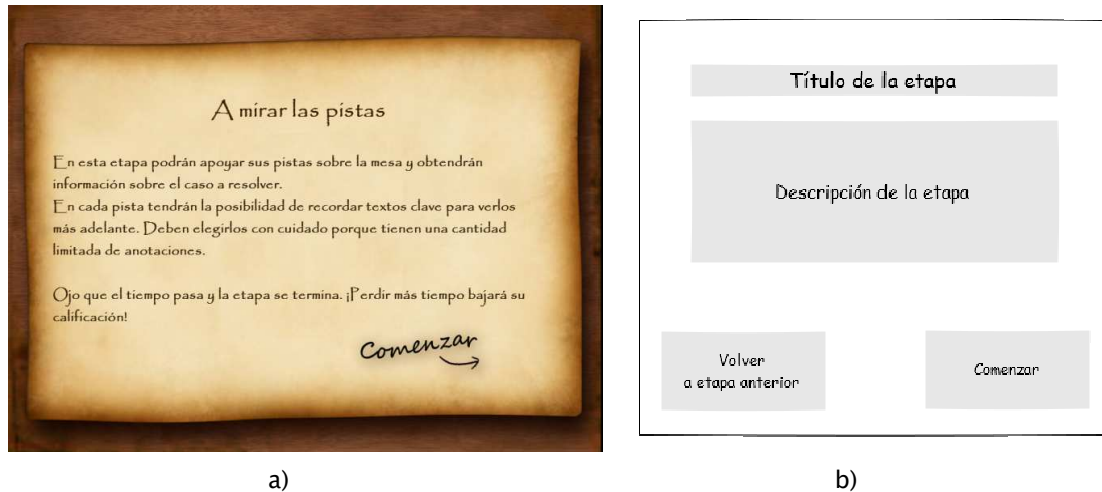 A mirar las pistas
En esta etapa podrán apoyar sus pistas sobre la mesa y obtendrán
información sobre el caso a resolver.
En cada pista tendrán la posibilidad de recordar textos clave para verlos
más adelante. Deben elegirlos con cuidado porque tienen una cantidad
limitada de anotaciones.
Ojo que el tiempo pasa y la etapa se termina. ¡Perdir más tiempo bajará su
calificación!
Comenzar
a)
Título de la etapa
Descripción de la etapa
Volver
a etapa anterior
Comenzar
b)